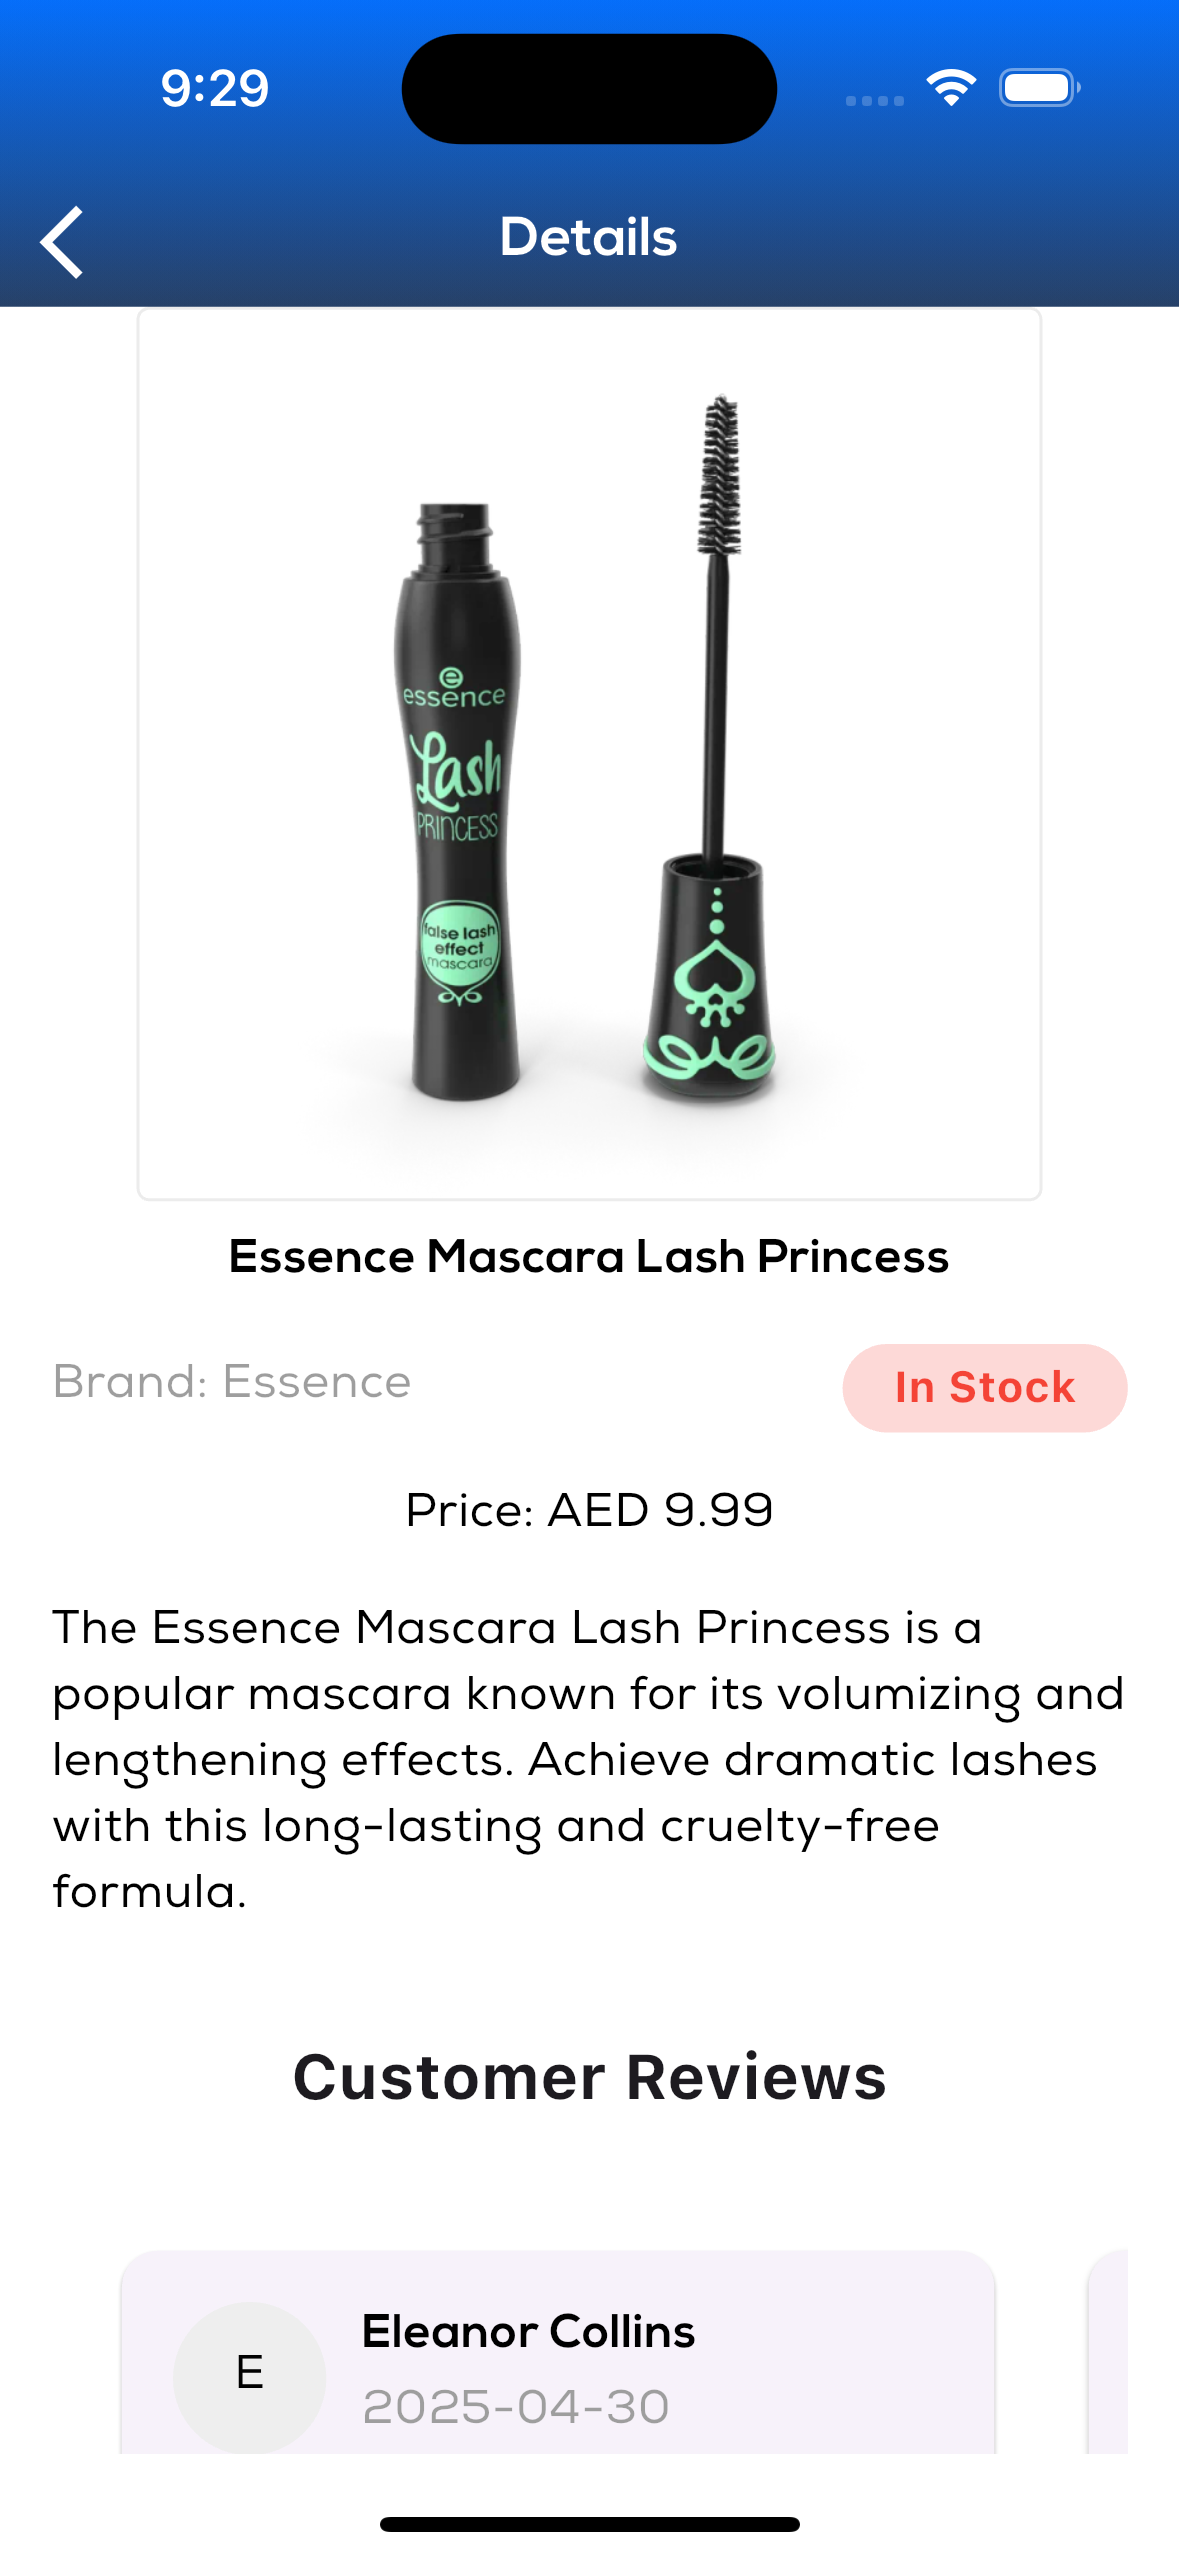 9:29
Details
essence
Lash
PRINCESS
false lash
effect
mascara
Essence Mascara Lash Princess
Brand: Essence
In Stock
Price: AED 9.99
The Essence Mascara Lash Princess is a
popular mascara known for its volumizing and
lengthening effects. Achieve dramatic lashes
with this long-lasting and cruelty-free
formula.
Customer Reviews
E
Eleanor Collins
2025-04-30